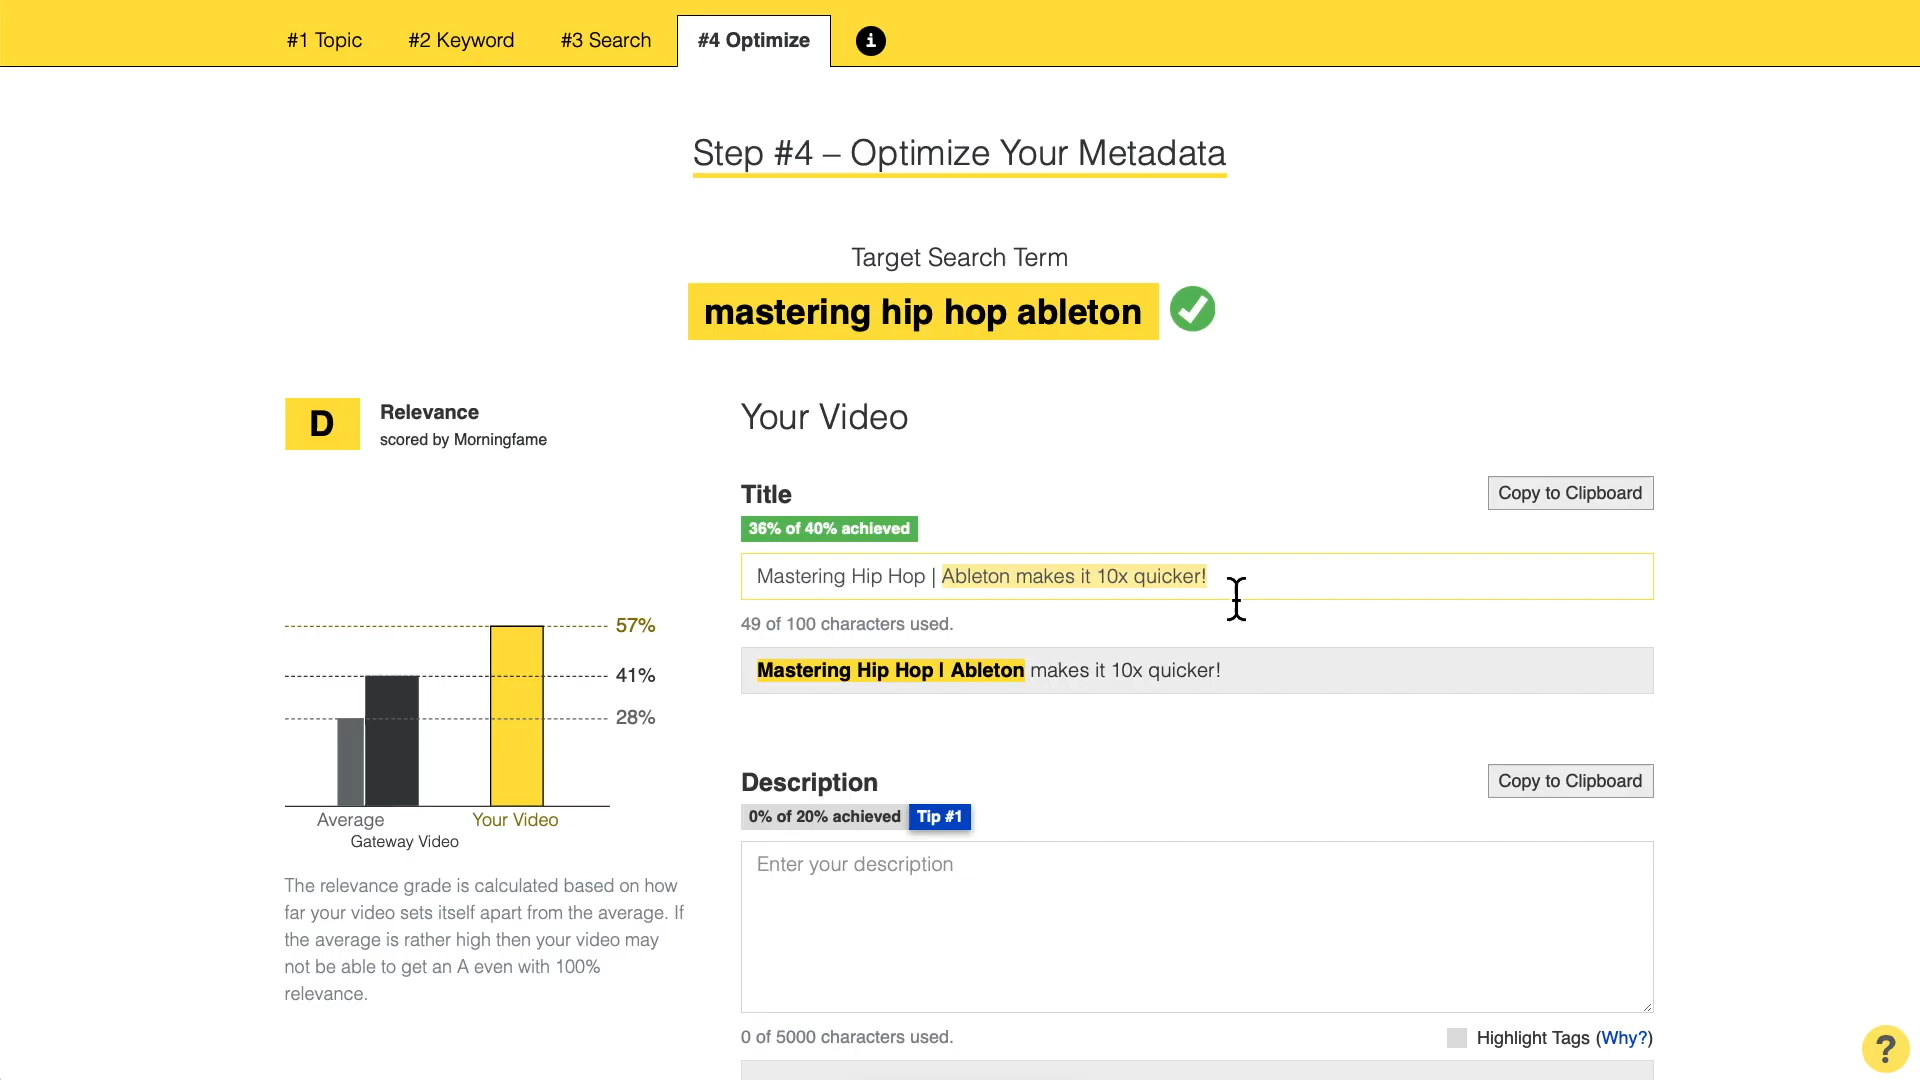 #1 Topic
#2 Keyword
#3 Search
#4 Optimize
i
Step #4 – Optimize Your Metadata
Target Search Term
mastering hip hop ableton
D
Relevance
scored by Morningfame
57%
41%
28%
Average
Your Video
Gateway Video
The relevance grade is calculated based on how
far your video sets itself apart from the average. If
the average is rather high then your video may
not be able to get an A even with 100%
relevance.
Your Video
Title
Copy to Clipboard
36% of 40% achieved
Mastering Hip Hop | Ableton makes it 10x quicker!
49 of 100 characters used.
Mastering Hip Hop | Ableton makes it 10x quicker!
Description
Copy to Clipboard
0% of 20% achieved
Tip #1
Enter your description
0 of 5000 characters used.
Highlight Tags (Why?)
?